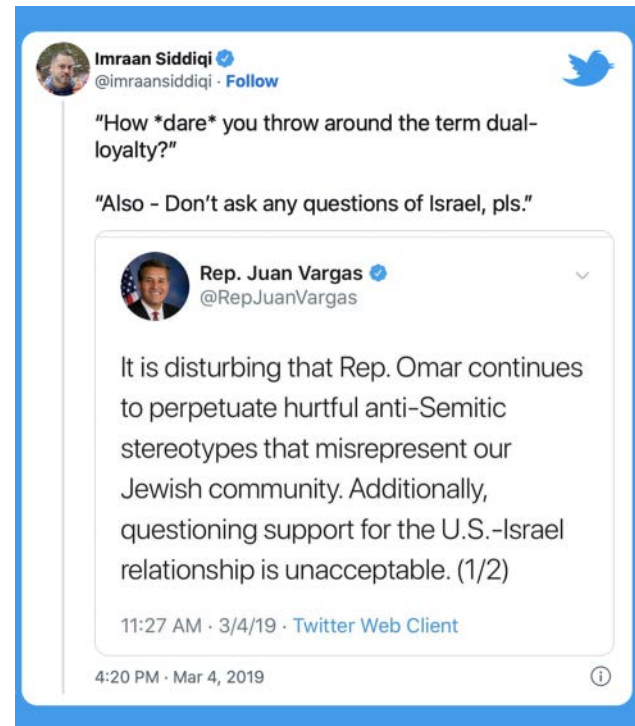 Imraan Siddiqi
@imraansiddiqi · Follow
“How *dare* you throw around the term dual-
loyalty?”
“Also - Don’t ask any questions of Israel, pls.”
Rep. Juan Vargas
@RepJuanVargas
It is disturbing that Rep. Omar continues
to perpetuate hurtful anti-Semitic
stereotypes that misrepresent our
Jewish community. Additionally,
questioning support for the U.S.-Israel
relationship is unacceptable. (1/2)
11:27 AM · 3/4/19 · Twitter Web Client
4:20 PM · Mar 4, 2019